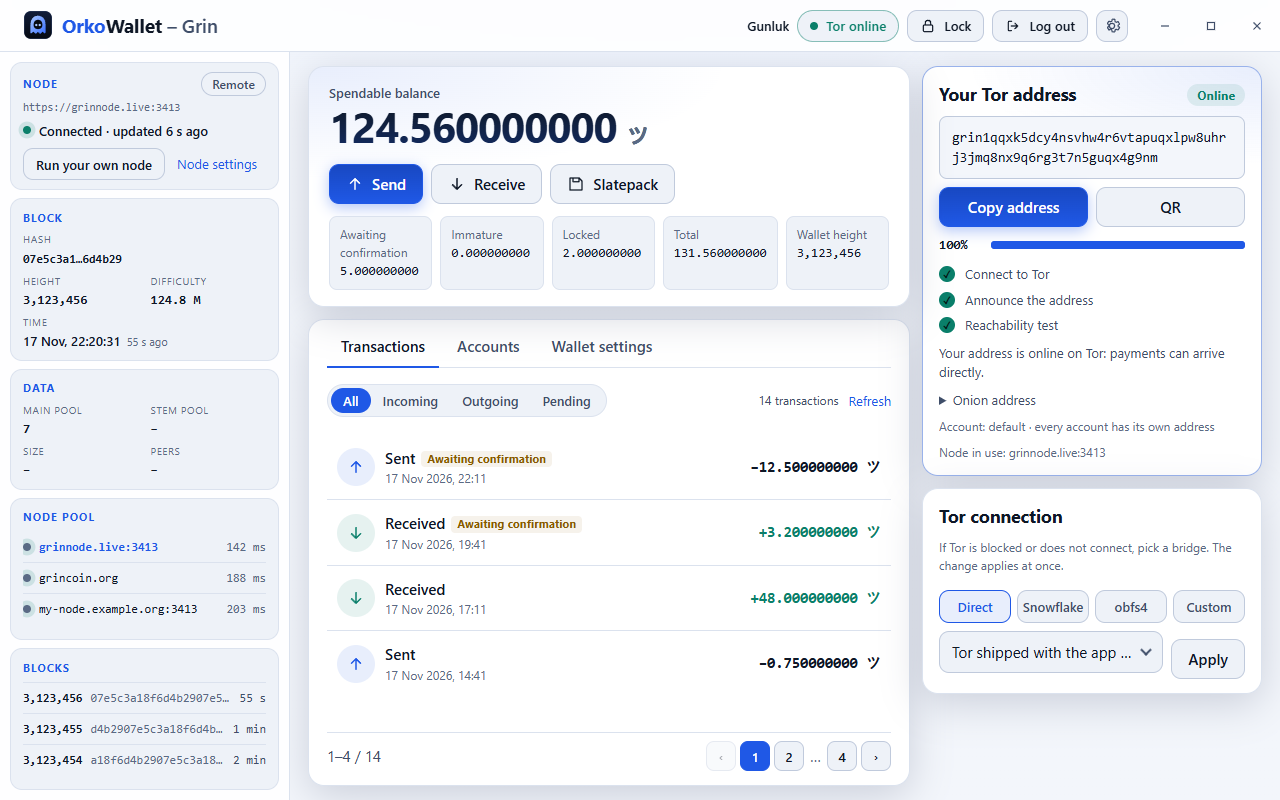 OrkoWallet – Grin
Gunluk
Tor online
Lock
Log out
NODE
Remote
https://grinnode.live:3413
Connected · updated 6 s ago
Run your own node
Node settings
BLOCK
HASH
07e5c3a1…6d4b29
HEIGHT
DIFFICULTY
3,123,456
124.8 M
TIME
17 Nov, 22:20:31 55 s ago
DATA
MAIN POOL
STEM POOL
7
–
SIZE
PEERS
–
–
NODE POOL
grinnode.live:3413 142 ms
grincoin.org 188 ms
my-node.example.org:3413 203 ms
BLOCKS
3,123,456 07e5c3a18f6d4b2907e5… 55 s
3,123,455 d4b2907e5c3a18f6d4b… 1 min
3,123,454 a18f6d4b2907e5c3a18… 2 min
Spendable balance
124.560000000 ツ
Send
Receive
Slatepack
Awaiting
confirmation
5.000000000
Immature
0.000000000
Locked
2.000000000
Total
131.560000000
Wallet height
3,123,456
Transactions
Accounts
Wallet settings
All
Incoming
Outgoing
Pending
14 transactions
Refresh
Sent Awaiting confirmation
17 Nov 2026, 22:11
−12.500000000 ツ
Received Awaiting confirmation
17 Nov 2026, 19:41
+3.200000000 ツ
Received
17 Nov 2026, 17:11
+48.000000000 ツ
Sent
17 Nov 2026, 14:41
−0.750000000 ツ
1–4 / 14
‹ 1 2 … 4 ›
Your Tor address
Online
grin1qqxk5dcy4nsvhw4r6vtapuqxlpw8uhr
j3jmq8nx9q6rg3t7n5guqx4g9nm
Copy address
QR
100%
Connect to Tor
Announce the address
Reachability test
Your address is online on Tor: payments can arrive
directly.
Onion address
Account: default · every account has its own address
Node in use: grinnode.live:3413
Tor connection
If Tor is blocked or does not connect, pick a bridge. The
change applies at once.
Direct
Snowflake
obfs4
Custom
Tor shipped with the app ...
Apply